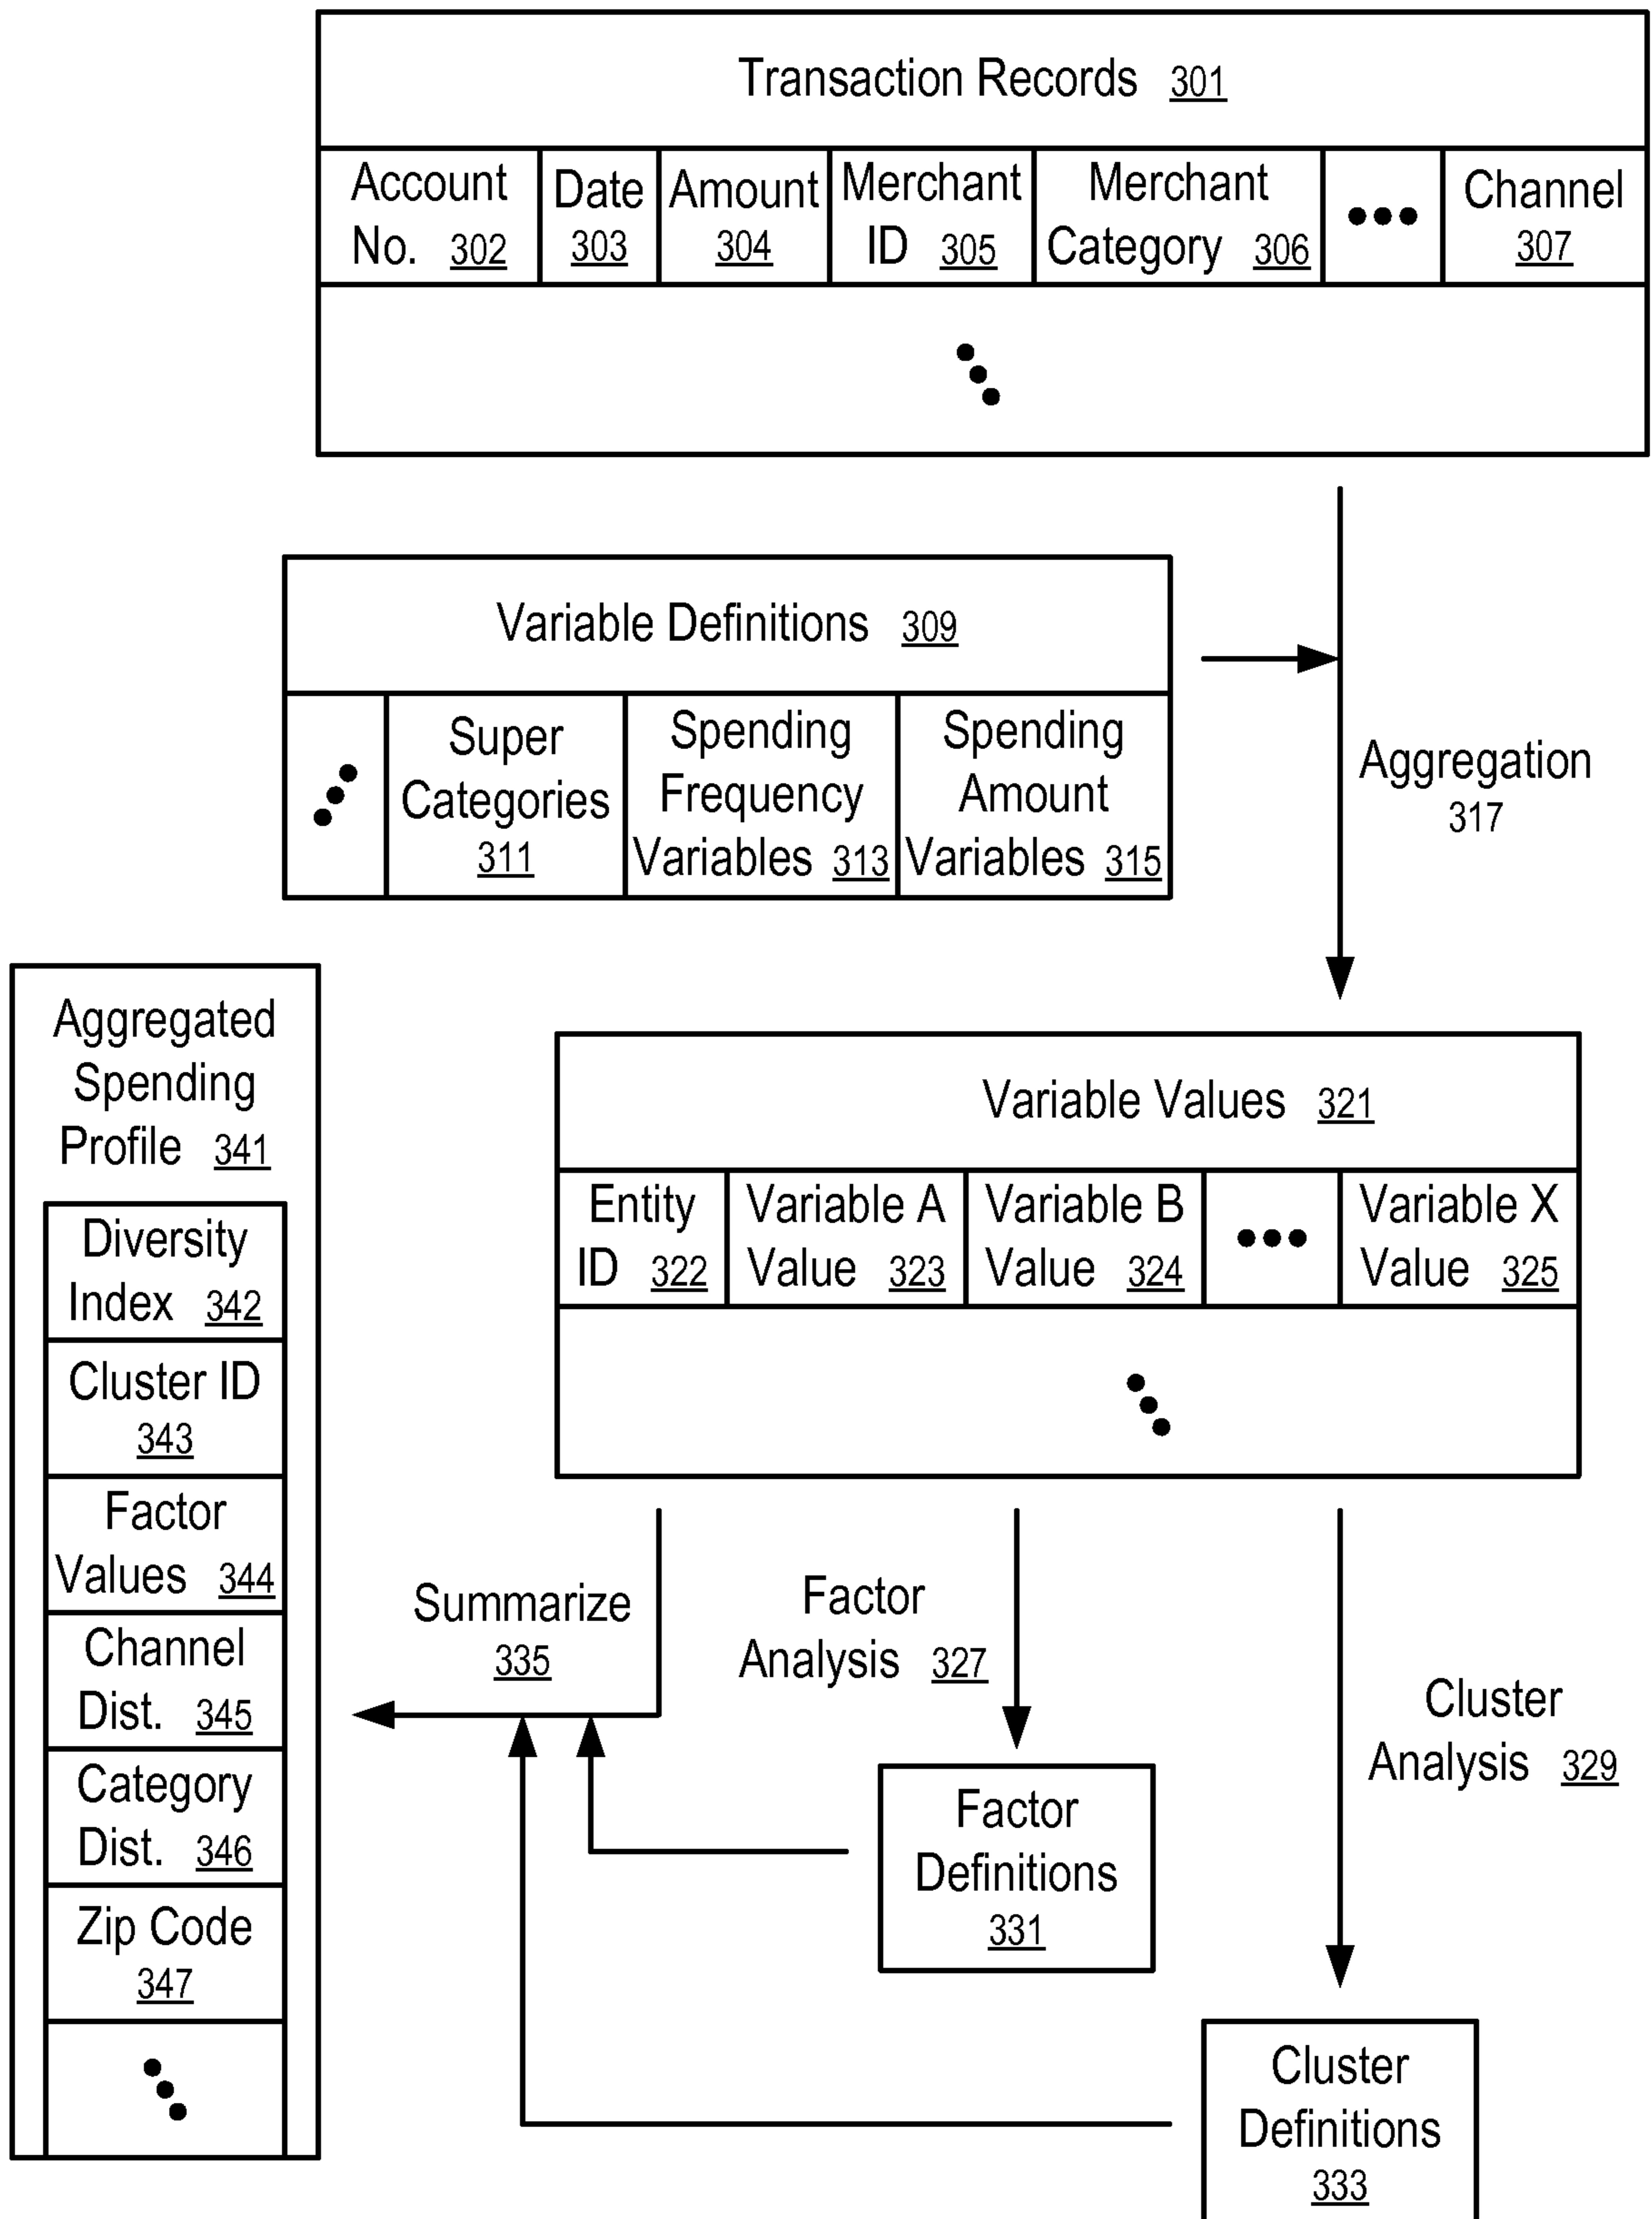 Transaction Records 301
Account
No. 302
Date
303
Amount
304
Merchant
ID 305
Merchant
Category 306
Channel
307
Variable Definitions 309
Super
Categories
311
Spending
Frequency
Variables 313
Spending
Amount
Variables 315
Aggregation
317
Aggregated
Spending
Profile 341
Diversity
Index 342
Cluster ID
343
Factor
Values 344
Channel
Dist. 345
Category
Dist. 346
Zip Code
347
Variable Values 321
Entity
ID 322
Variable A
Value 323
Variable B
Value 324
Variable X
Value 325
Summarize
335
Factor
Analysis 327
Cluster
Analysis 329
Factor
Definitions
331
Cluster
Definitions
333